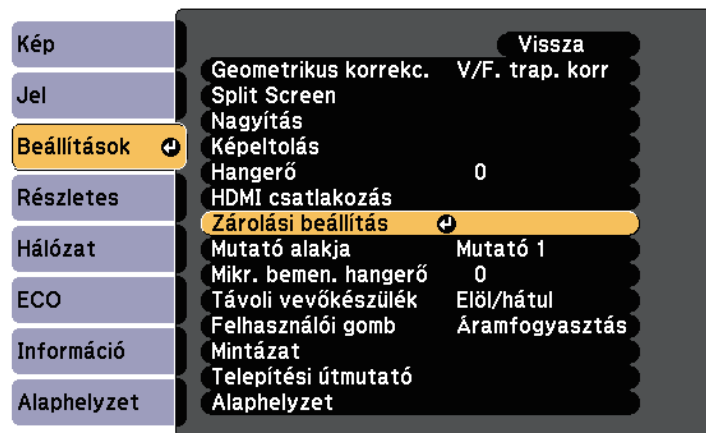 Kép
Jel
Beállítások
Részletes
Hálózat
ECO
Információ
Alaphelyzet
Vissza
Geometrikus korrekc. V/F. trap. korr
Split Screen
Nagyítás
Képeltolás
Hangerő 0
HDMI csatlakozás
Zárolási beállítás
Mutató alakja Mutató 1
Mikr. bemen. hangerő 0
Távoli vevőkészülék Elöl/hátul
Felhasználói gomb Áramfogyasztás
Mintázat
Telepítési útmutató
Alaphelyzet